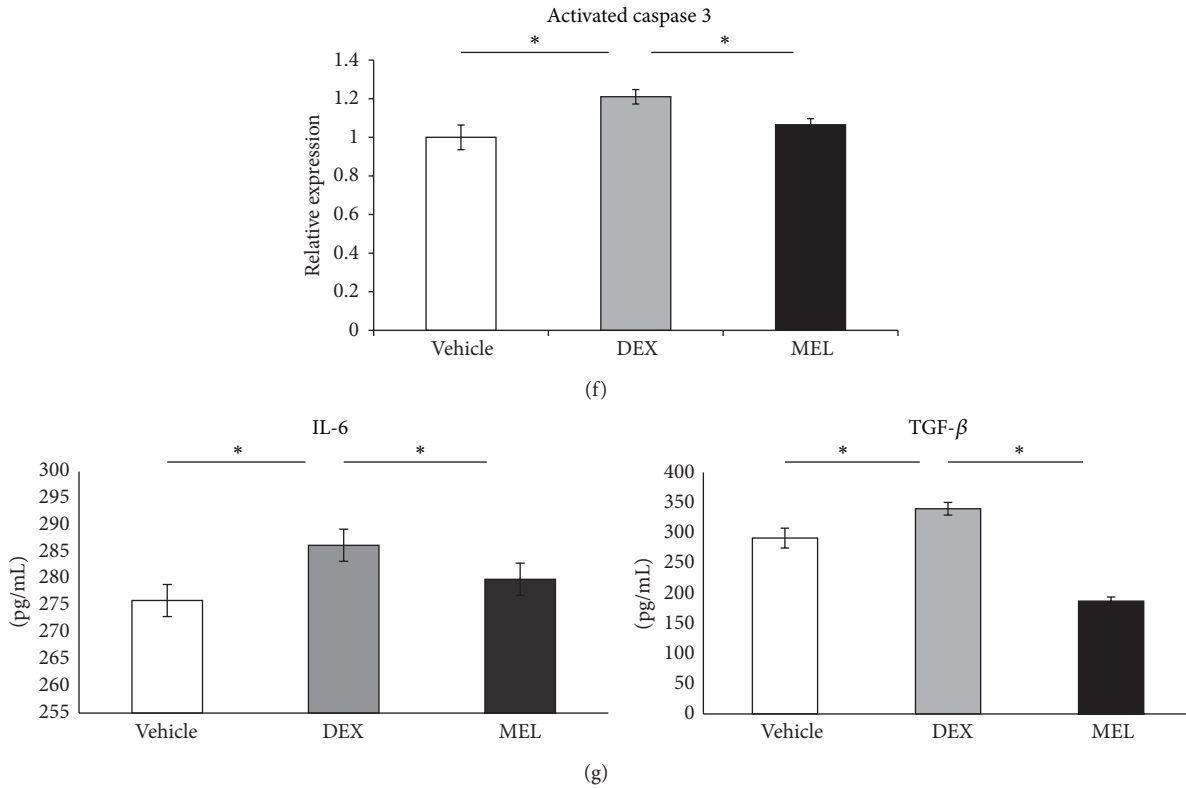 Activated caspase 3
* *
Relative expression
1.4
1.2
1
0.8
0.6
0.4
0.2
0
Vehicle DEX MEL
(f)
IL-6
* *
(pg/mL)
300
295
290
285
280
275
270
265
260
255
Vehicle DEX MEL
TGF-β
* *
(pg/mL)
400
350
300
250
200
150
100
50
0
Vehicle DEX MEL
(g)